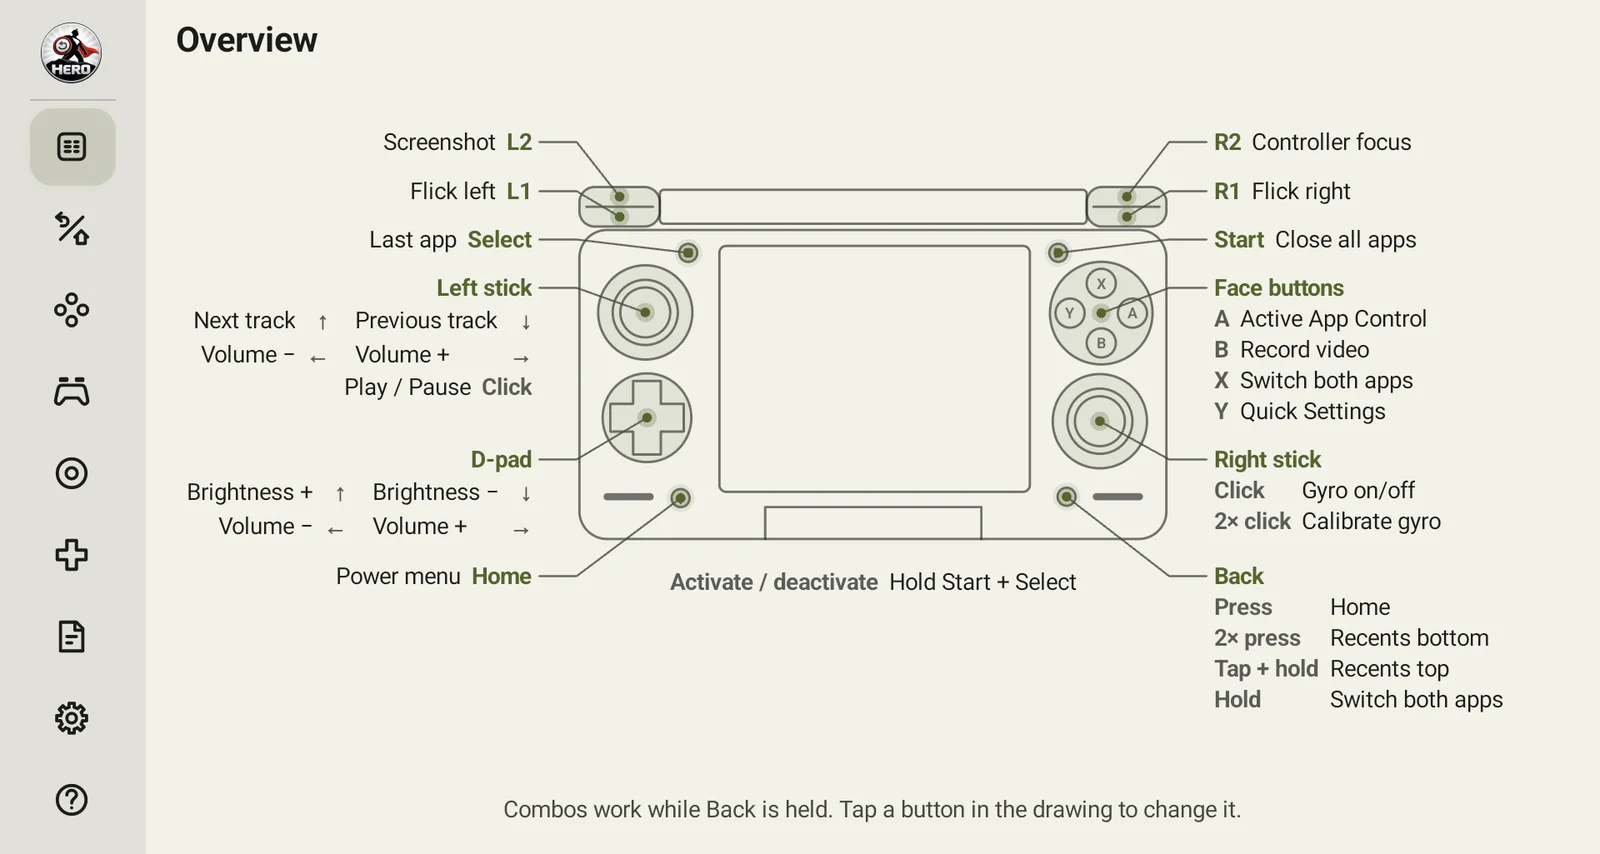 HERO
Overview
Screenshot L2
Flick left L1
Last app Select
Left stick
Next track ↑ Previous track ↓
Volume − ← Volume + →
Play / Pause Click
D-pad
Brightness + ↑ Brightness − ↓
Volume − ← Volume + →
Power menu Home
X
Y
A
B
Activate / deactivate Hold Start + Select
R2 Controller focus
R1 Flick right
Start Close all apps
Face buttons
A Active App Control
B Record video
X Switch both apps
Y Quick Settings
Right stick
Click Gyro on/off
2× click Calibrate gyro
Back
Press Home
2× press Recents bottom
Tap + hold Recents top
Hold Switch both apps
Combos work while Back is held. Tap a button in the drawing to change it.